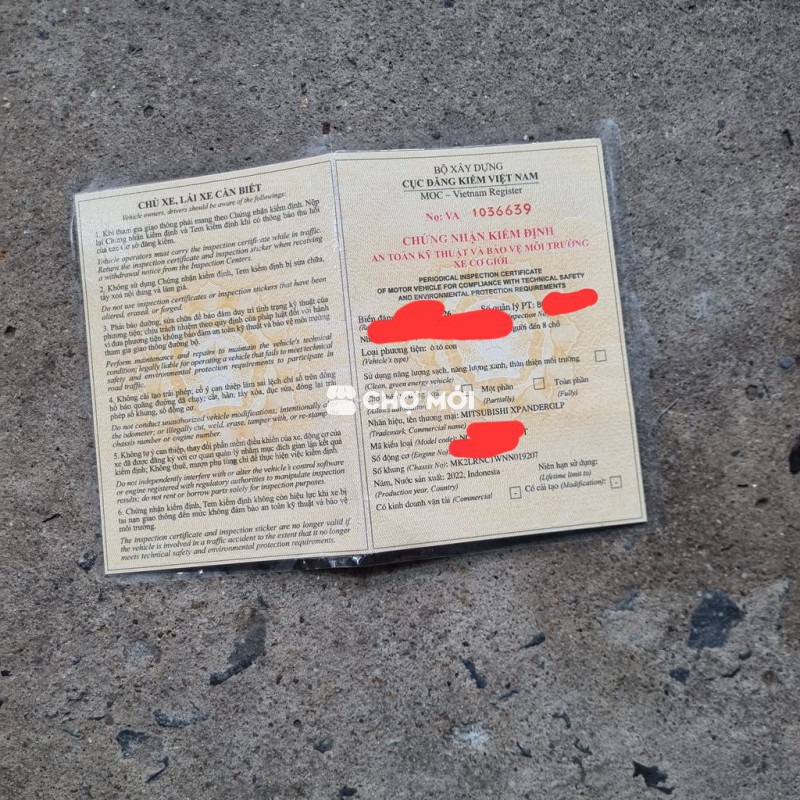 CHỦ XE, LÁI XE CẦN BIẾT
Vehicle owners, drivers should be aware of the followings:
1. Khi tham gia giao thông phải mang theo Chứng nhận kiểm định. Nộp
lại Chứng nhận kiểm định và Tem kiểm định khi có thông báo thu hồi
của các Cơ sở đăng kiểm.
Vehicle operators must carry the inspection certificate while in traffic.
Return the inspection certificate and inspection sticker when receiving
a withdrawal notice from the Inspection Centers.
2. Không sử dụng Chứng nhận kiểm định, Tem kiểm định bị sửa chữa,
tẩy xoá nội dung và làm giả.
Do not use inspection certificates or inspection stickers that have been
altered, erased, or forged.
3. Phải bảo dưỡng, sửa chữa để bảo đảm duy trì tình trạng kỹ thuật của
phương tiện; chịu trách nhiệm theo quy định của pháp luật đối với hành
vi đưa phương tiện không bảo đảm an toàn kỹ thuật và bảo vệ môi trường
tham gia giao thông đường bộ.
Perform maintenance and repairs to maintain the vehicle's technical
condition; legally liable for operating a vehicle that fails to meet technical
safety and environmental protection requirements to participate in
road traffic.
4. Không cải tạo trái phép; cố ý can thiệp làm sai lệch chỉ số trên đồng
hồ báo quãng đường đã chạy; cắt, hàn, tẩy xóa, đục sửa, đóng lại trái
phép số khung, số động cơ.
Do not conduct unauthorized vehicle modifications; intentionally alter
the odometer; or illegally cut, weld, erase, tamper with, or re-stamp the
chassis number or engine number.
5. Không tự ý can thiệp, thay đổi phần mềm điều khiển của xe, động cơ của
xe đã được đăng ký với cơ quan quản lý nhằm mục đích gian lận kết quả
kiểm định; Không thuê, mượn phụ tùng chỉ để thực hiện việc kiểm định.
Do not independently interfere with or alter the vehicle's control software
or engine registered with regulatory authorities to manipulate inspection
results; do not rent or borrow parts solely for inspection purposes.
6. Chứng nhận kiểm định, Tem kiểm định không còn hiệu lực khi xe bị
tai nạn giao thông đến mức không đảm bảo an toàn kỹ thuật và bảo vệ
môi trường.
The inspection certificate and inspection sticker are no longer valid if
the vehicle is involved in a traffic accident to the extent that it no longer
meets technical safety and environmental protection requirements.
BỘ XÂY DỰNG
CỤC ĐĂNG KIỂM VIỆT NAM
MOC – Vietnam Register
No: VA 1036639
CHỨNG NHẬN KIỂM ĐỊNH
AN TOÀN KỸ THUẬT VÀ BẢO VỆ MÔI TRƯỜNG
XE CƠ GIỚI
PERIODICAL INSPECTION CERTIFICATE
OF MOTOR VEHICLE FOR COMPLIANCE WITH TECHNICAL SAFETY
AND ENVIRONMENTAL PROTECTION REQUIREMENTS
Biển Số quản lý PT: 8
người đến 8 chỗ
Loại phương tiện: ô tô con
(Vehicle's type)
Sử dụng năng lượng sạch, năng lượng xanh, thân thiện môi trường
(Clean, green energy vehicle) Một phần Toàn phần
(Partially) (Fully)
Nhãn hiệu, tên thương mại: MITSUBISHI XPANDERGLP
(Trademark, Commercial name)
Mã kiểu loại (Model code):
Số động cơ (Engine No)
Số khung (Chassis No): MK2LRNC1WNN019207
Năm, Nước sản xuất: 2022, Indonesia Niên hạn sử dụng:
(Production year, Country) (Lifetime limit to)
Có kinh doanh vận tải (Commercial - Có cải tạo (Modification): -
CHỢ MỚI